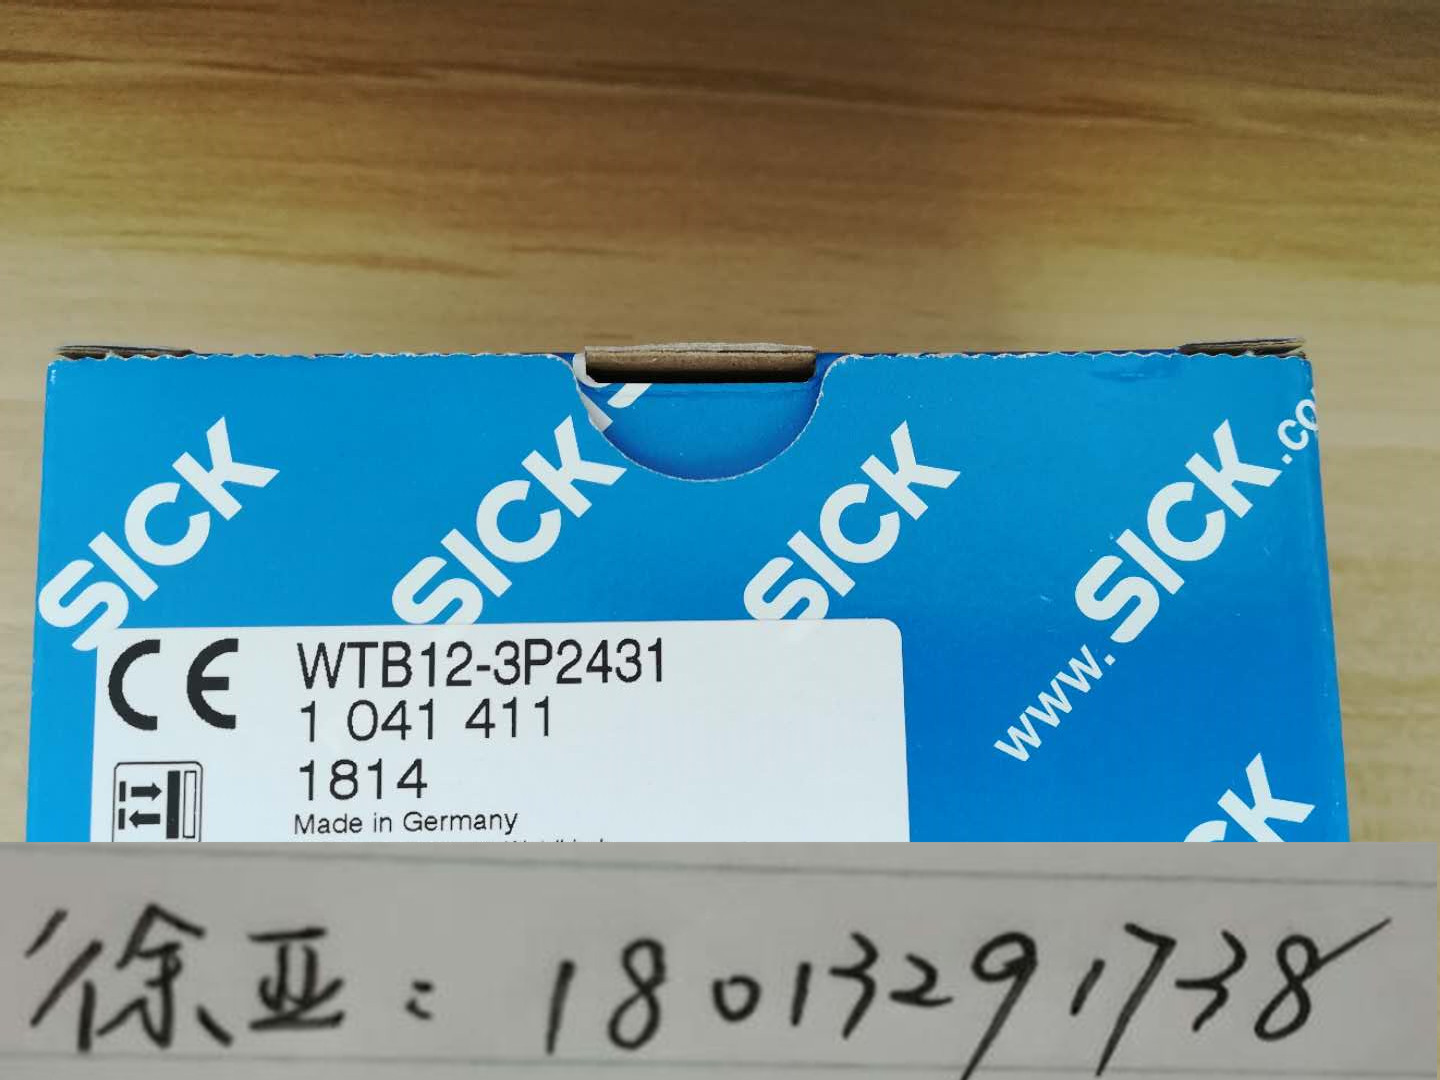 SICK
SICK
SICK
www.SICK.co
CE
WTB12-3P2431
1 041 411
1814
Made in Germany
CK
徐亚：18013291738